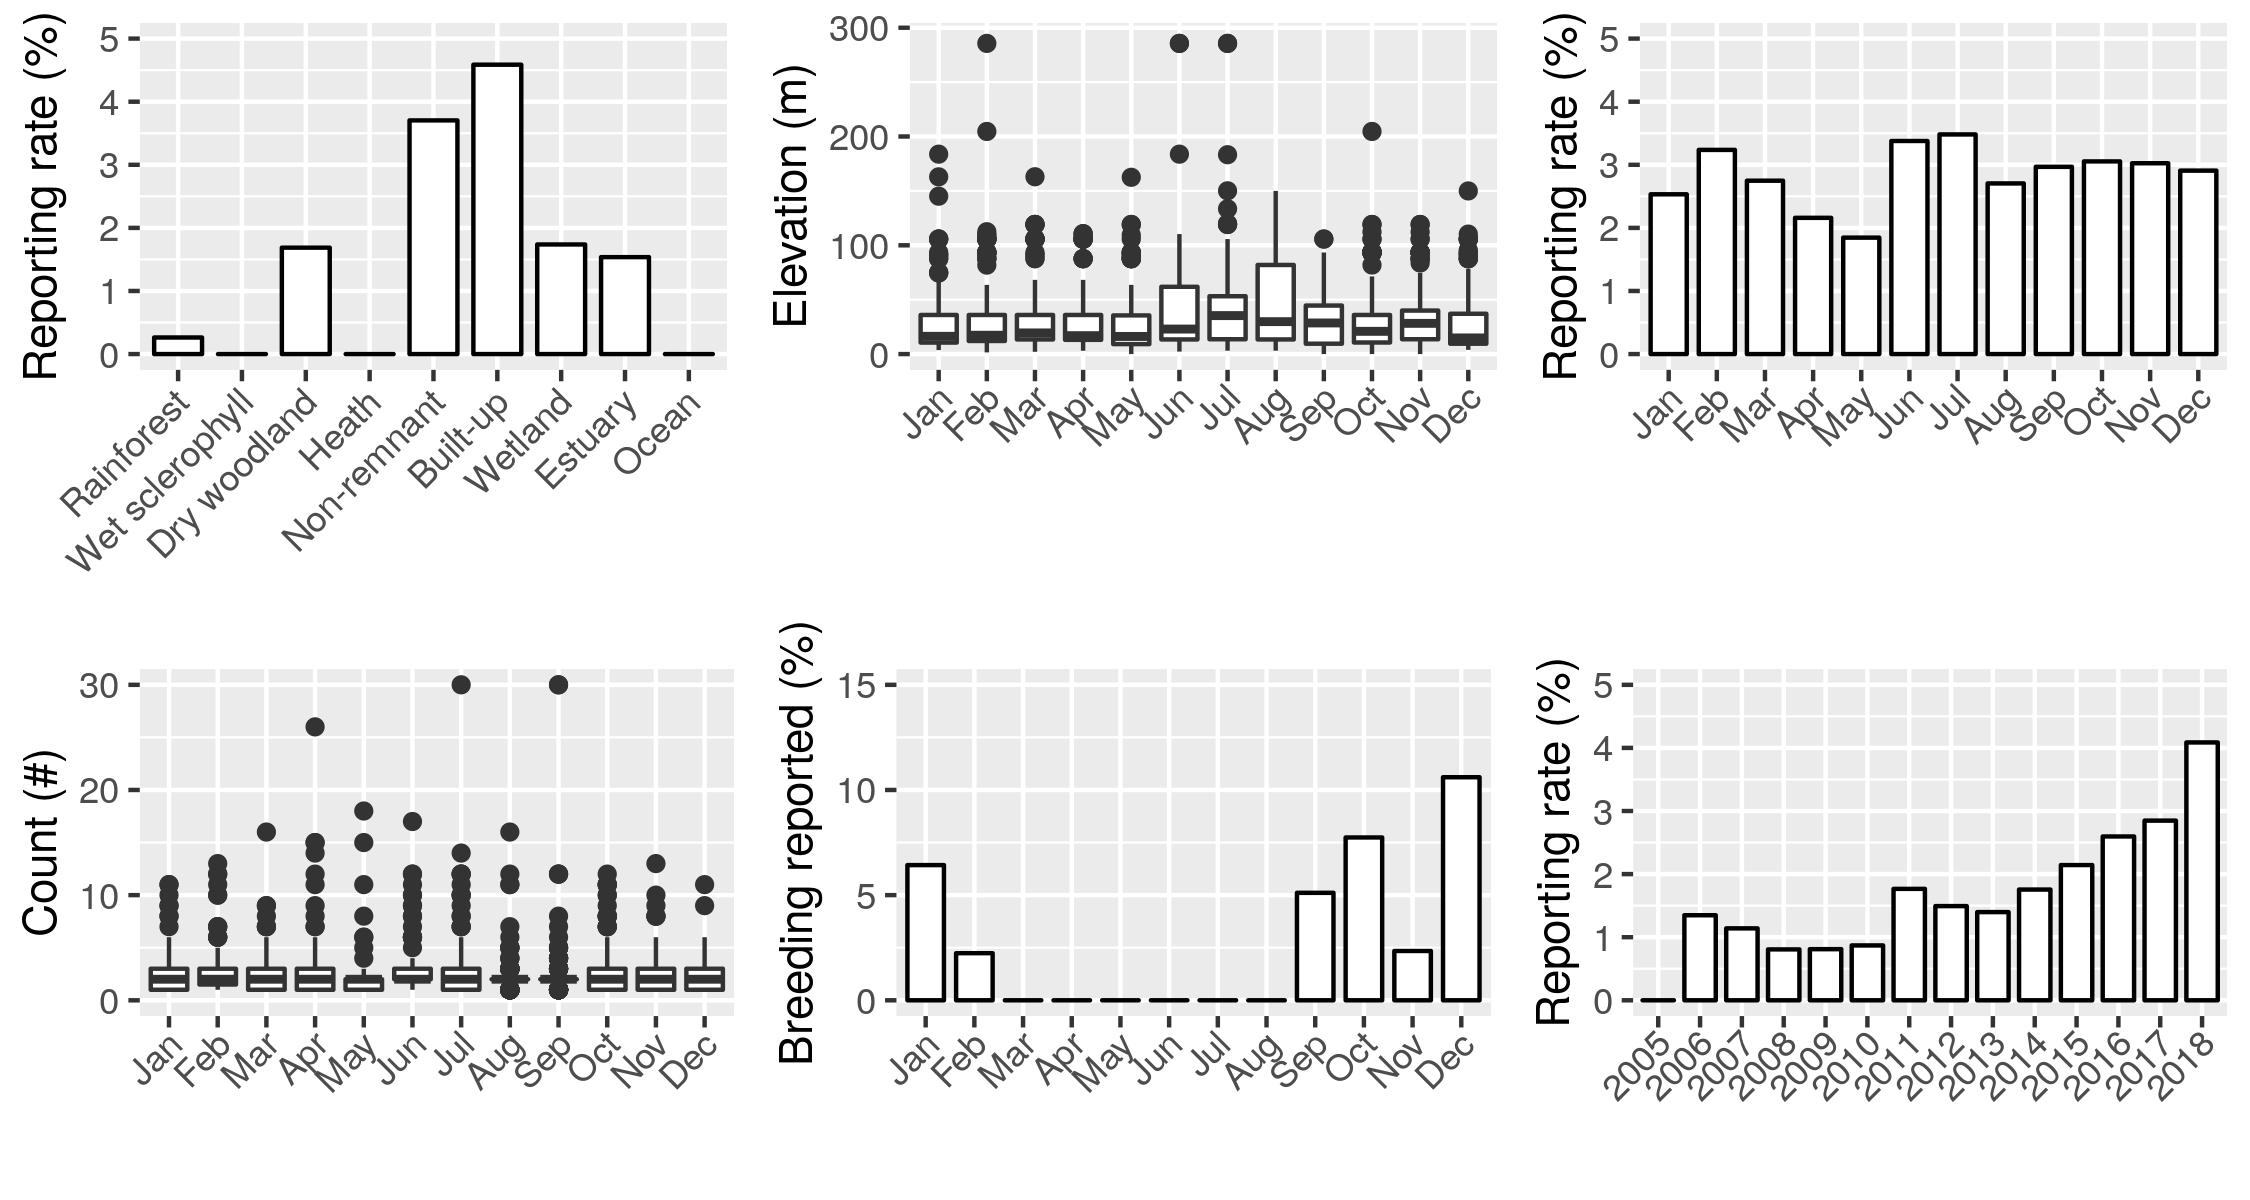 Reporting rate (%)
5
4
3
2
1
0
Rainforest
Wet sclerophyll
Dry woodland
Heath
Non-remnant
Built-up
Wetland
Estuary
Ocean
Elevation (m)
300
200
100
0
Jan
Feb
Mar
Apr
May
Jun
Jul
Aug
Sep
Oct
Nov
Dec
Reporting rate (%)
5
4
3
2
1
0
Jan
Feb
Mar
Apr
May
Jun
Jul
Aug
Sep
Oct
Nov
Dec
Count (#)
30
20
10
0
Jan
Feb
Mar
Apr
May
Jun
Jul
Aug
Sep
Oct
Nov
Dec
Breeding reported (%)
15
10
5
0
Jan
Feb
Mar
Apr
May
Jun
Jul
Aug
Sep
Oct
Nov
Dec
Reporting rate (%)
5
4
3
2
1
0
2005
2006
2007
2008
2009
2010
2011
2012
2013
2014
2015
2016
2017
2018